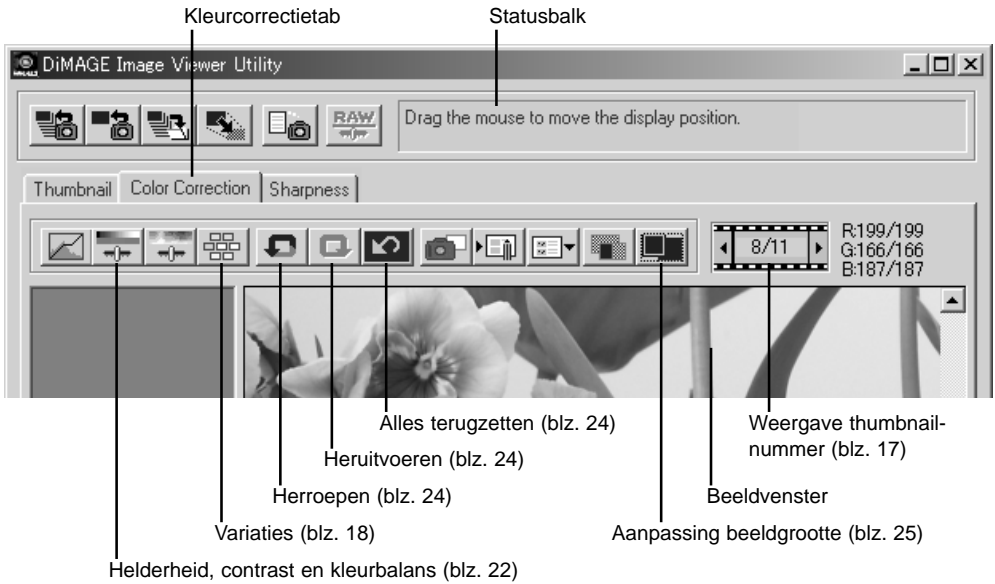 Kleurcorrectietab
Statusbalk
DiMAGE Image Viewer Utility
RAW
Drag the mouse to move the display position.
Thumbnail
Color Correction
Sharpness
8/11
R:199/199
G:166/166
B:187/187
Alles terugzetten (blz. 24)
Weergave thumbnail-
nummer (blz. 17)
Heruitvoeren (blz. 24)
Herroepen (blz. 24)
Beeldvenster
Variaties (blz. 18)
Aanpassing beeldgrootte (blz. 25)
Helderheid, contrast en kleurbalans (blz. 22)